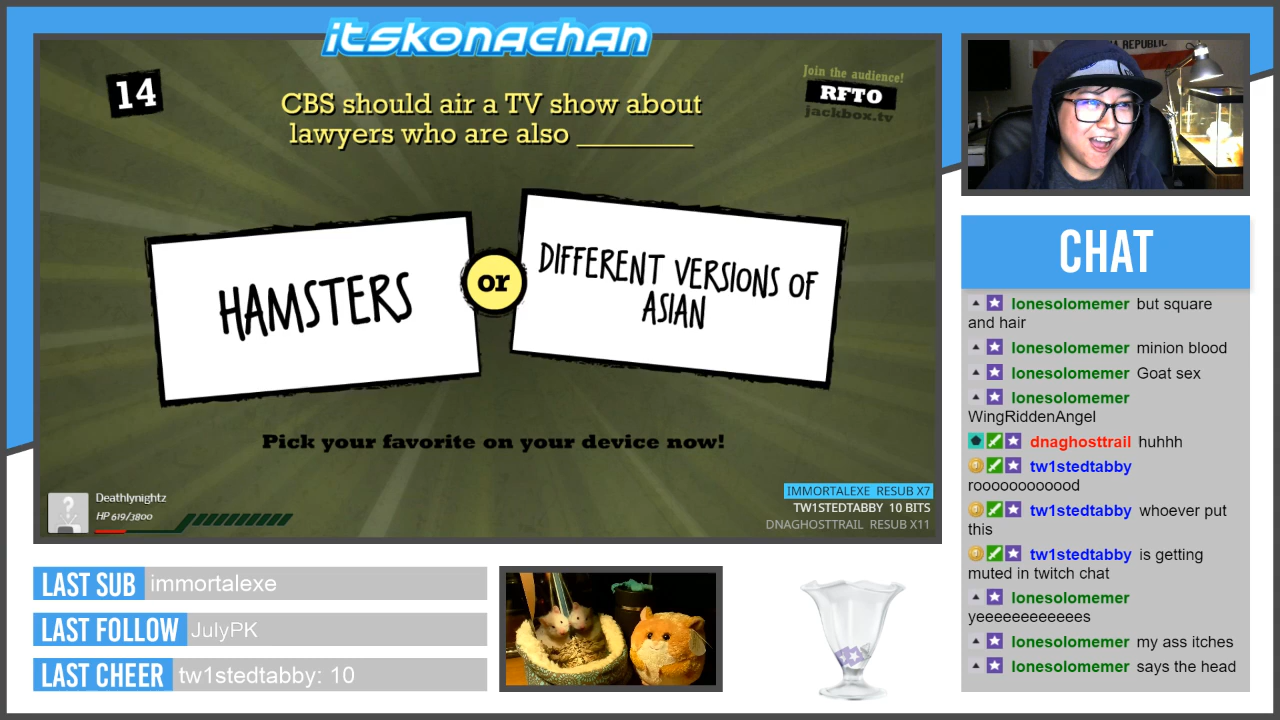 itskonachan
14
CBS should air a TV show about
lawyers who are also ________
Join the audience!
RFTO
jackbox.tv
HAMSTERS
or
DIFFERENT VERSIONS OF
ASIAN
Pick your favorite on your device now!
Deathlynightz
HP 619/3800
IMMORTALEXE RESUB X7
TW1STEDTABBY 10 BITS
DNAGHOSTTRAIL RESUB X11
LAST SUB immortalexe
LAST FOLLOW JulyPK
LAST CHEER tw1stedtabby: 10
REPUBLIC
CHAT
lonesolomemer but square
and hair
lonesolomemer minion blood
lonesolomemer Goat sex
lonesolomemer
WingRiddenAngel
dnaghosttrail huhhh
tw1stedtabby
roooooooooood
tw1stedtabby whoever put
this
tw1stedtabby is getting
muted in twitch chat
lonesolomemer
yeeeeeeeeeeees
lonesolomemer my ass itches
lonesolomemer says the head